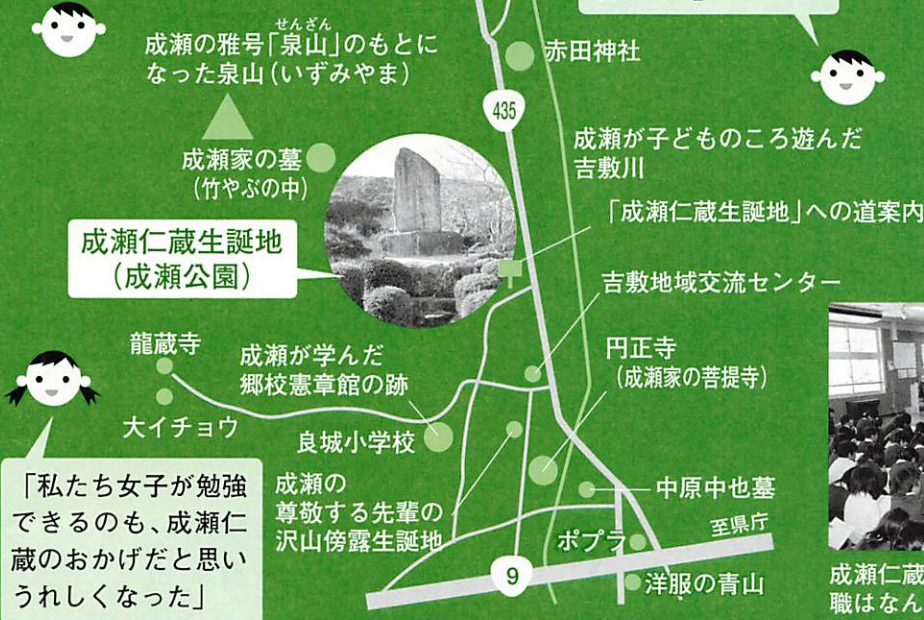 せんざん
成瀬の雅号「泉山」のもとに
なった泉山(いずみやま)
赤田神社
435
成瀬家の墓
(竹やぶの中)
成瀬が子どものころ遊んだ
吉敷川
「成瀬仁蔵生誕地」への道案内
成瀬仁蔵生誕地
(成瀬公園)
吉敷地域交流センター
龍蔵寺
大イチョウ
成瀬が学んだ
郷校憲章館の跡
良城小学校
円正寺
(成瀬家の菩提寺)
「私たち女子が勉強
できるのも、成瀬仁
蔵のおかげだと思い
うれしくなった」
成瀬の
尊敬する先輩の
沢山傍露生誕地
中原中也墓
至県庁
ポプラ
9
洋服の青山
成瀬仁蔵
職はなん